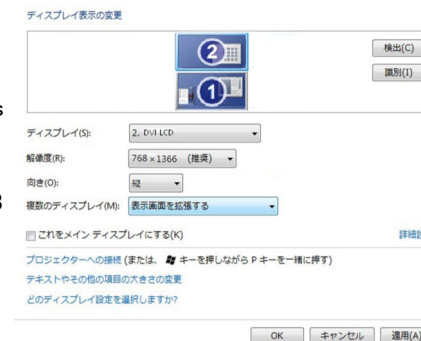 ディスプレイ表示の変更
2
1
検出(C)
識別(I)
s
ディスプレイ(S):
2. DVI LCD
解像度(R):
768 × 1366 (推奨)
向き(O):
縦
複数のディスプレイ(M):
表示画面を拡張する
これをメイン ディスプレイにする(K)
プロジェクターへの接続 (または、 キーを押しながら P キーを一緒に押す)
テキストやその他の項目の大きさの変更
どのディスプレイ設定を選択しますか?
OK
キャンセル
適用(A)